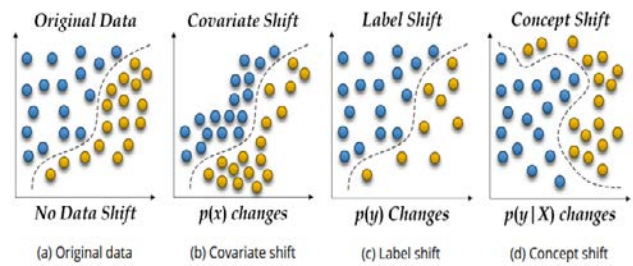 Original Data
Covariate Shift
Label Shift
Concept Shift
No Data Shift
p(x) changes
p(y) Changes
p(y|X) changes
(a) Original data
(b) Covariate shift
(c) Label shift
(d) Concept shift